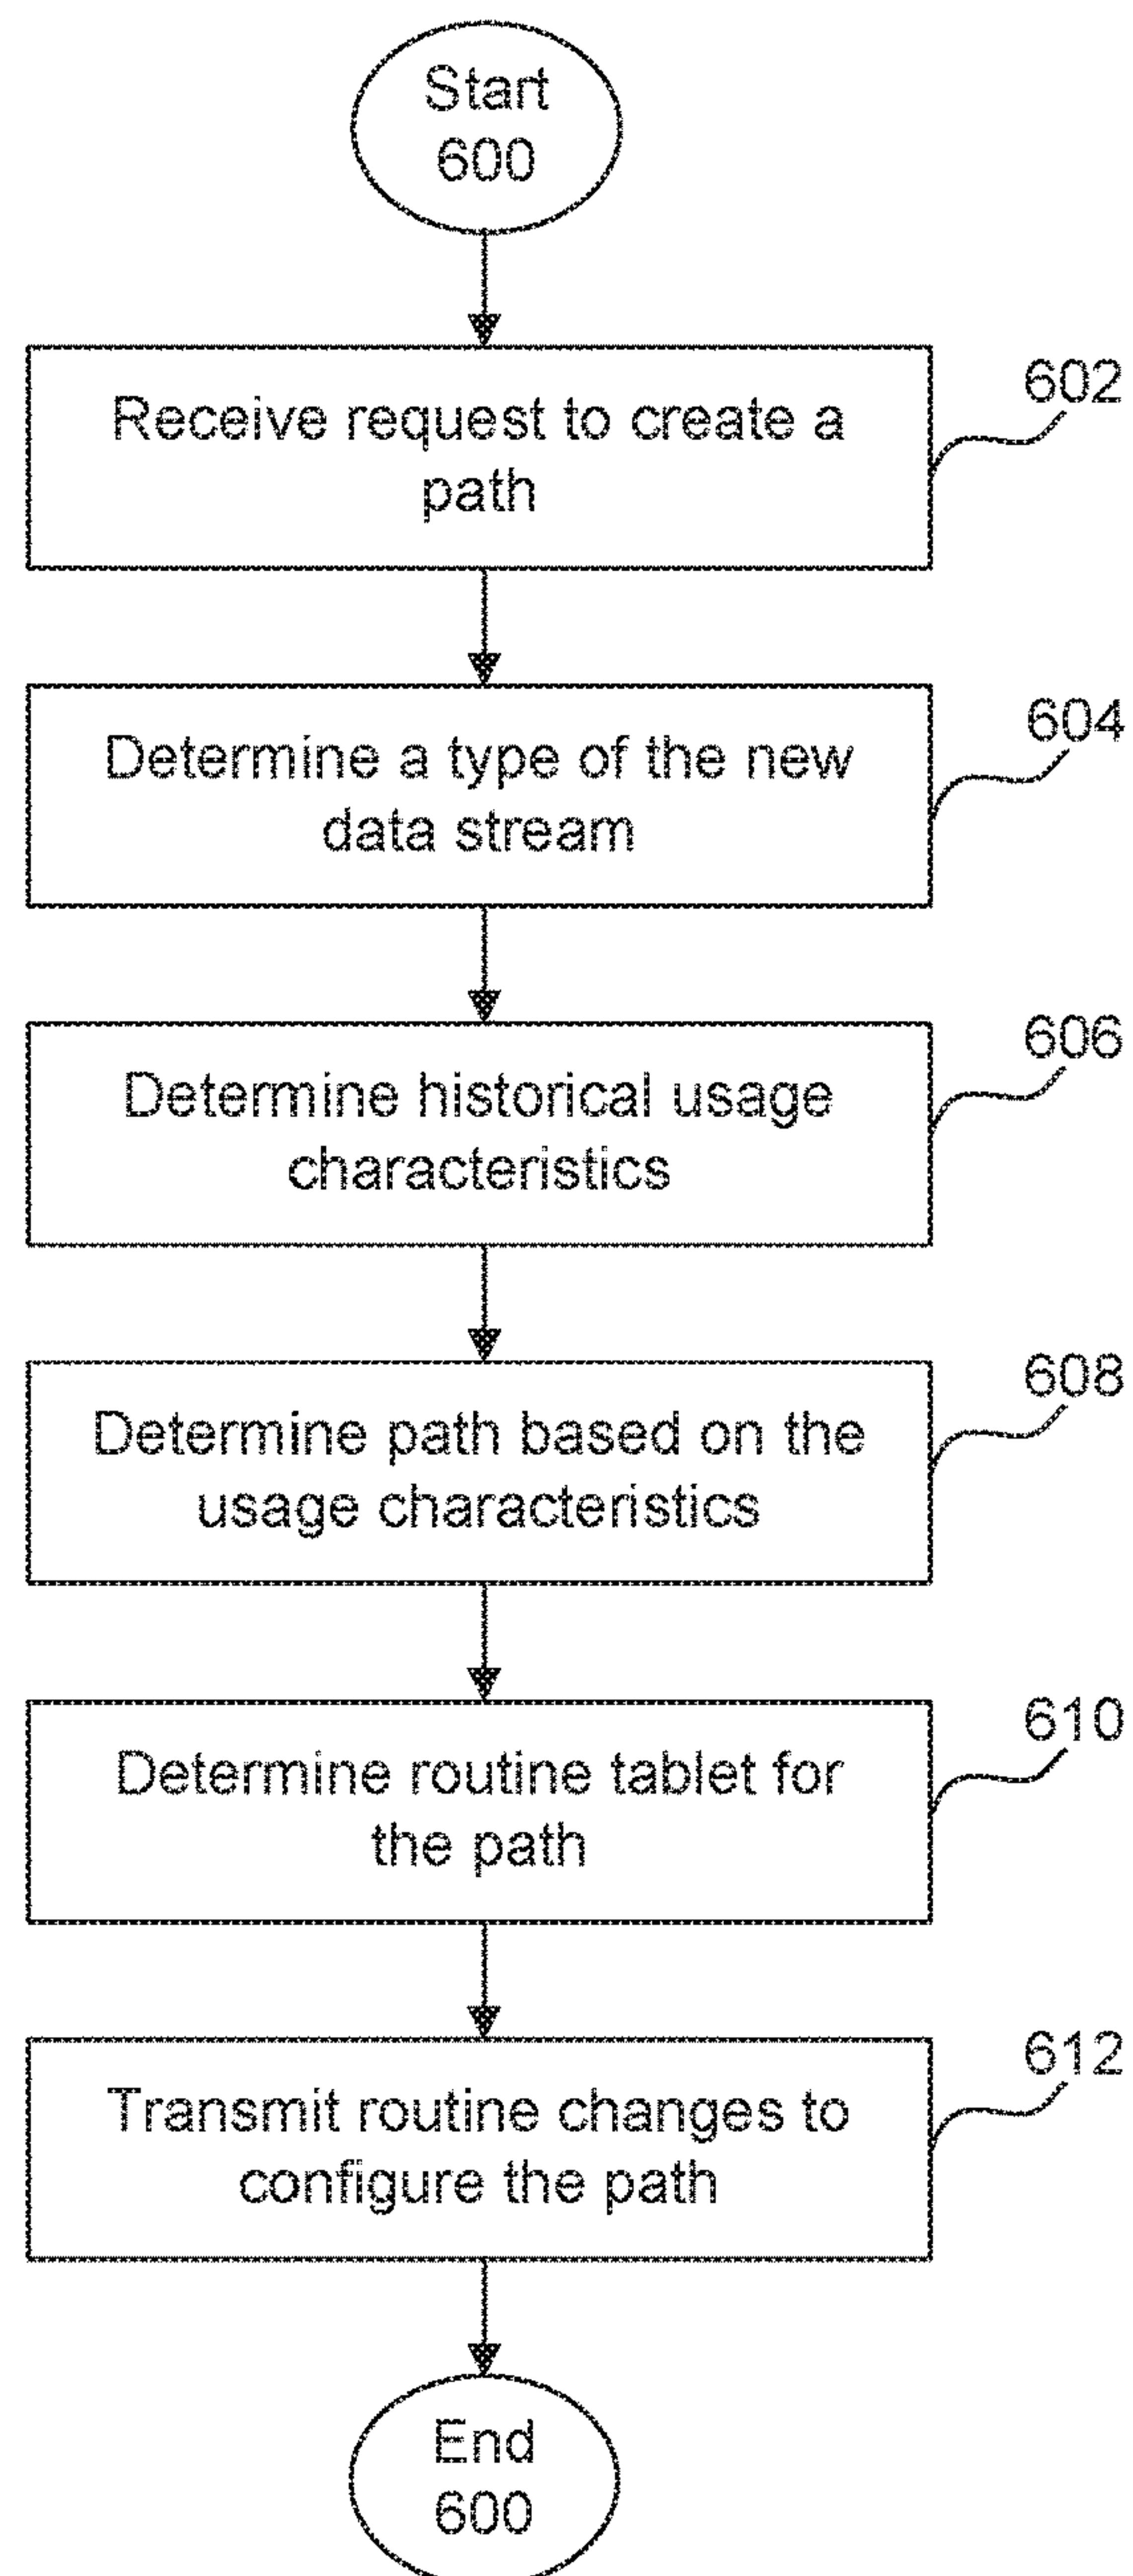 Start
600
602
Receive request to create a
path
604
Determine a type of the new
data stream
606
Determine historical usage
characteristics
608
Determine path based on the
usage characteristics
610
Determine routine tablet for
the path
612
Transmit routine changes to
configure the path
End
600